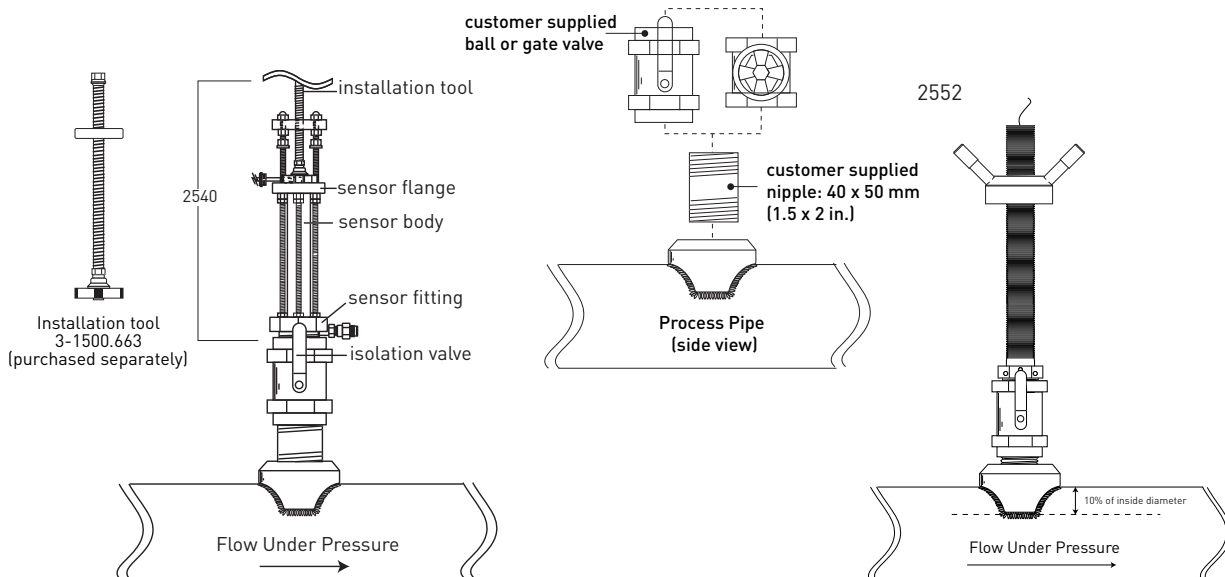 installation tool
2540
sensor flange
sensor body
sensor fitting
isolation valve
Installation tool
3-1500.663
(purchased separately)
Flow Under Pressure
customer supplied
ball or gate valve
customer supplied
nipple: 40 x 50 mm
(1.5 x 2 in.)
Process Pipe
(side view)
2552
10% of inside diameter
Flow Under Pressure